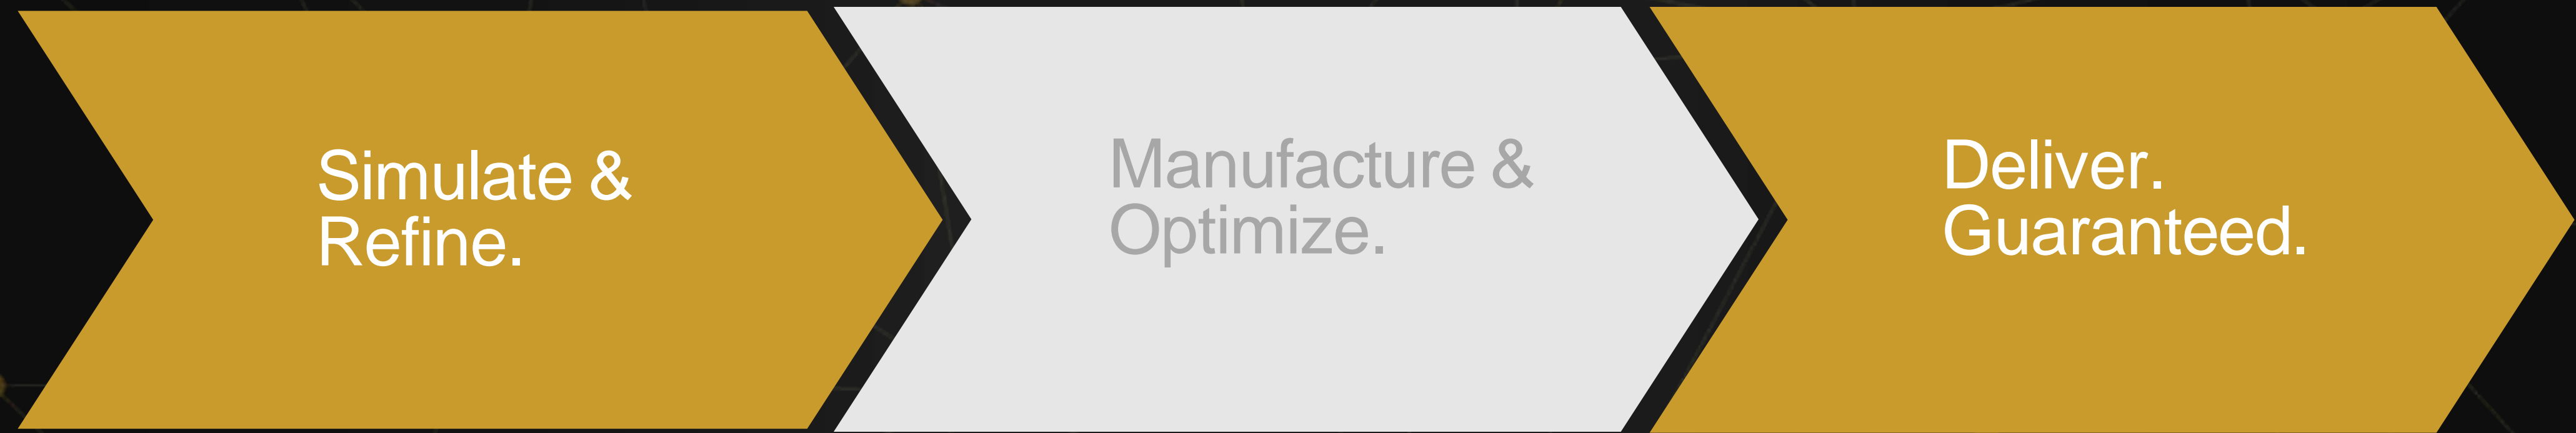 Simulate &
Refine.
Manufacture &
Optimize.
Deliver.
Guaranteed.